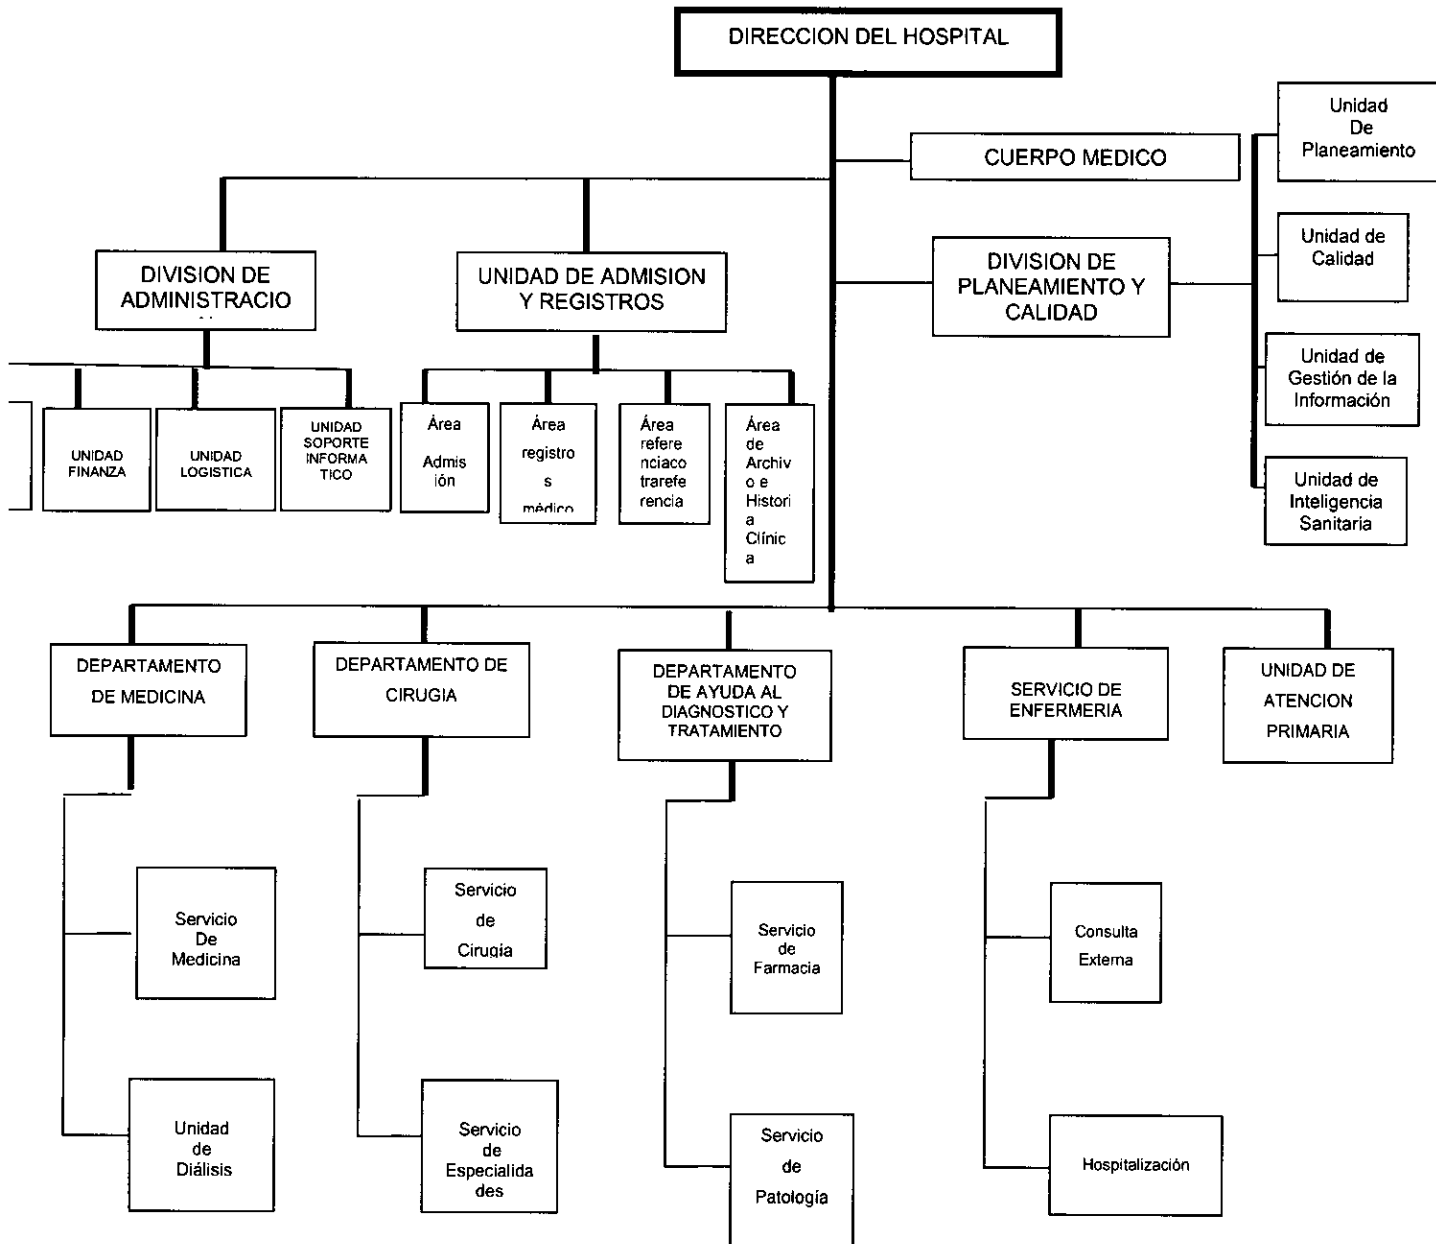 DIRECCION DEL HOSPITAL
CUERPO MEDICO
Unidad
De
Planeamiento
Unidad de
Calidad
DIVISION DE
PLANEAMIENTO Y
CALIDAD
DIVISION DE
ADMINISTRACIO
UNIDAD DE ADMISION
Y REGISTROS
Unidad de
Gestión de la
Información
Unidad de
Inteligencia
Sanitaria
UNIDAD
FINANZA
UNIDAD
LOGISTICA
UNIDAD
SOPORTE
INFORMA
TICO
Área
Admis
ión
Área
registro
s
médico
Área
refere
nciaco
trarefe
rencia
Área
de
Archiv
o e
Histori
a
Clínic
a
DEPARTAMENTO
DE MEDICINA
DEPARTAMENTO DE
CIRUGIA
DEPARTAMENTO
DE AYUDA AL
DIAGNOSTICO Y
TRATAMIENTO
SERVICIO DE
ENFERMERIA
UNIDAD DE
ATENCION
PRIMARIA
Servicio
De
Medicina
Servicio
de
Cirugía
Servicio
de
Farmacia
Consulta
Externa
Unidad
de
Diálisis
Servicio
de
Especialida
des
Servicio
de
Patología
Hospitalización